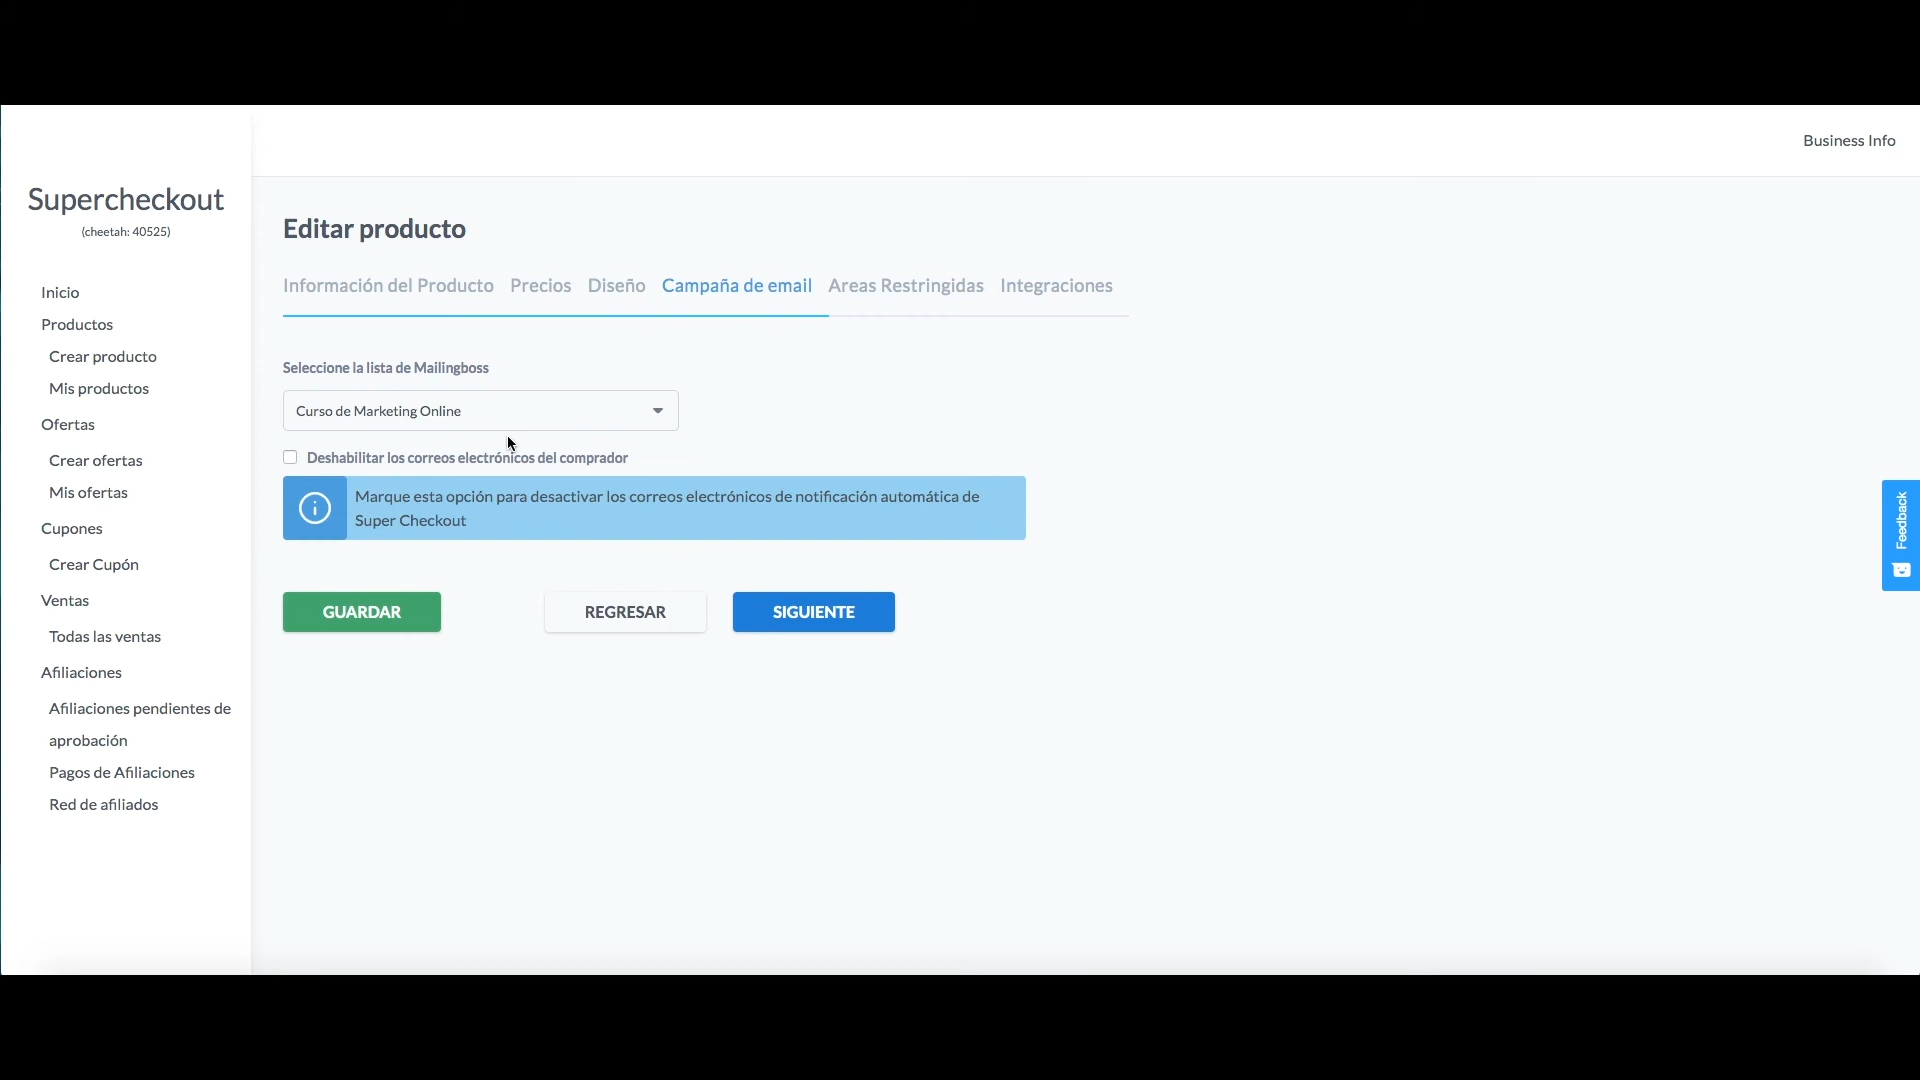 Business Info
Supercheckout
(cheetah: 40525)
Inicio
Productos
Crear producto
Mis productos
Ofertas
Crear ofertas
Mis ofertas
Cupones
Crear Cupón
Ventas
Todas las ventas
Afiliaciones
Afiliaciones pendientes de
aprobación
Pagos de Afiliaciones
Red de afiliados
Editar producto
Información del Producto Precios Diseño Campaña de email Areas Restringidas Integraciones
Seleccione la lista de Mailingboss
Curso de Marketing Online
Deshabilitar los correos electrónicos del comprador
Marque esta opción para desactivar los correos electrónicos de notificación automática de
Super Checkout
GUARDAR REGRESAR SIGUIENTE
Feedback